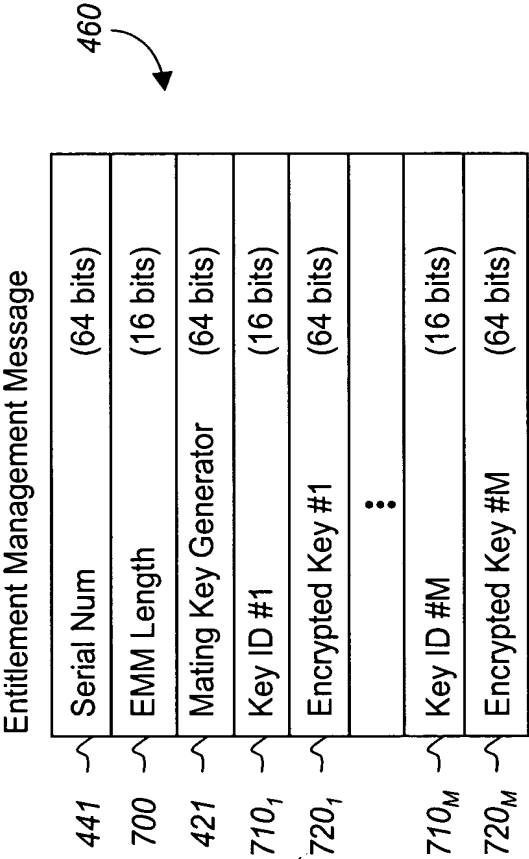 Entitlement Management Message
460
441 Serial Num (64 bits)
700 EMM Length (16 bits)
421 Mating Key Generator (64 bits)
710₁ Key ID #1 (16 bits)
720₁ Encrypted Key #1 (64 bits)
•••
710M Key ID #M (16 bits)
720M Encrypted Key #M (64 bits)